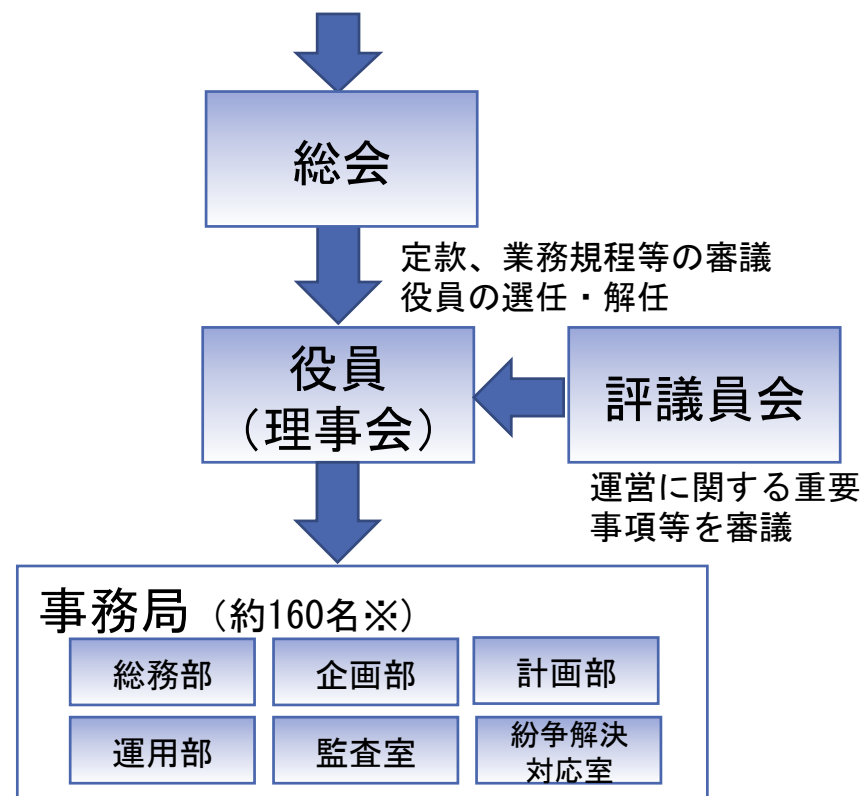 総会
定款、業務規程等の審議
役員の選任・解任
役員
（理事会）
評議員会
運営に関する重要
事項等を審議
事務局（約160名※）
総務部
企画部
計画部
運用部
監査室
紛争解決
対応室